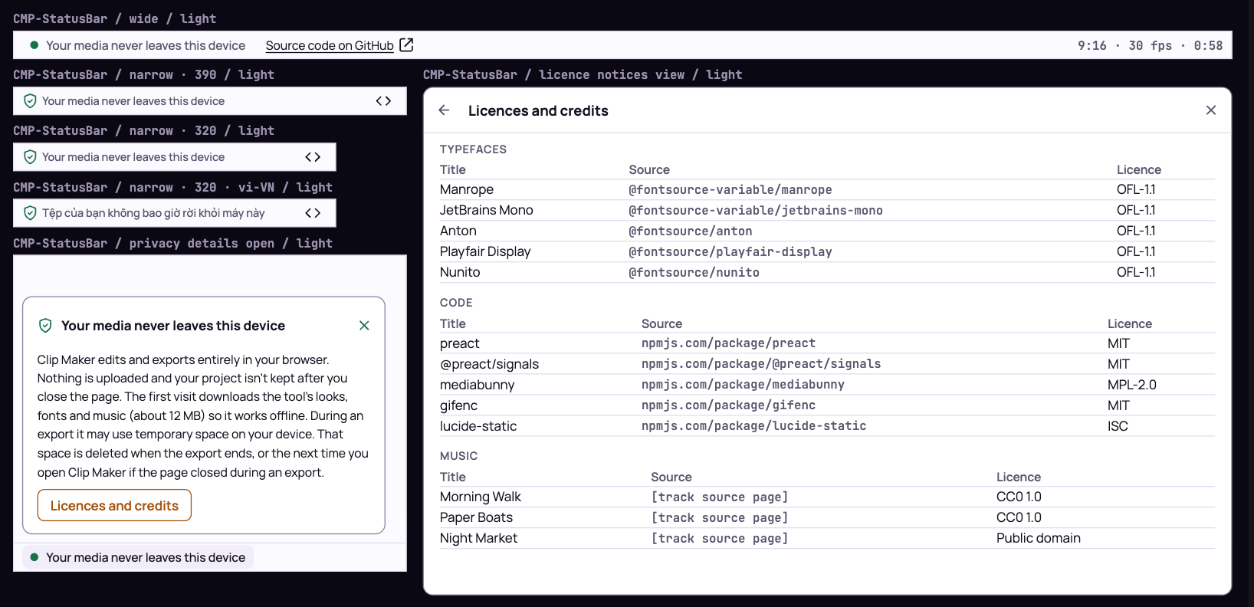 CMP-StatusBar / wide / light
Your media never leaves this device Source code on GitHub 9:16 · 30 fps · 0:58
CMP-StatusBar / narrow · 390 / light
Your media never leaves this device
CMP-StatusBar / narrow · 320 / light
Your media never leaves this device
CMP-StatusBar / narrow · 320 · vi-VN / light
Tệp của bạn không bao giờ rời khỏi máy này
CMP-StatusBar / privacy details open / light
Your media never leaves this device
Clip Maker edits and exports entirely in your browser.
Nothing is uploaded and your project isn't kept after you
close the page. The first visit downloads the tool's looks,
fonts and music (about 12 MB) so it works offline. During an
export it may use temporary space on your device. That
space is deleted when the export ends, or the next time you
open Clip Maker if the page closed during an export.
Licences and credits
Your media never leaves this device
CMP-StatusBar / licence notices view / light
Licences and credits
TYPEFACES
Title Source Licence
Manrope @fontsource-variable/manrope OFL-1.1
JetBrains Mono @fontsource-variable/jetbrains-mono OFL-1.1
Anton @fontsource/anton OFL-1.1
Playfair Display @fontsource/playfair-display OFL-1.1
Nunito @fontsource/nunito OFL-1.1
CODE
Title Source Licence
preact npmjs.com/package/preact MIT
@preact/signals npmjs.com/package/@preact/signals MIT
mediabunny npmjs.com/package/mediabunny MPL-2.0
gifenc npmjs.com/package/gifenc MIT
lucide-static npmjs.com/package/lucide-static ISC
MUSIC
Title Source Licence
Morning Walk [track source page] CC0 1.0
Paper Boats [track source page] CC0 1.0
Night Market [track source page] Public domain